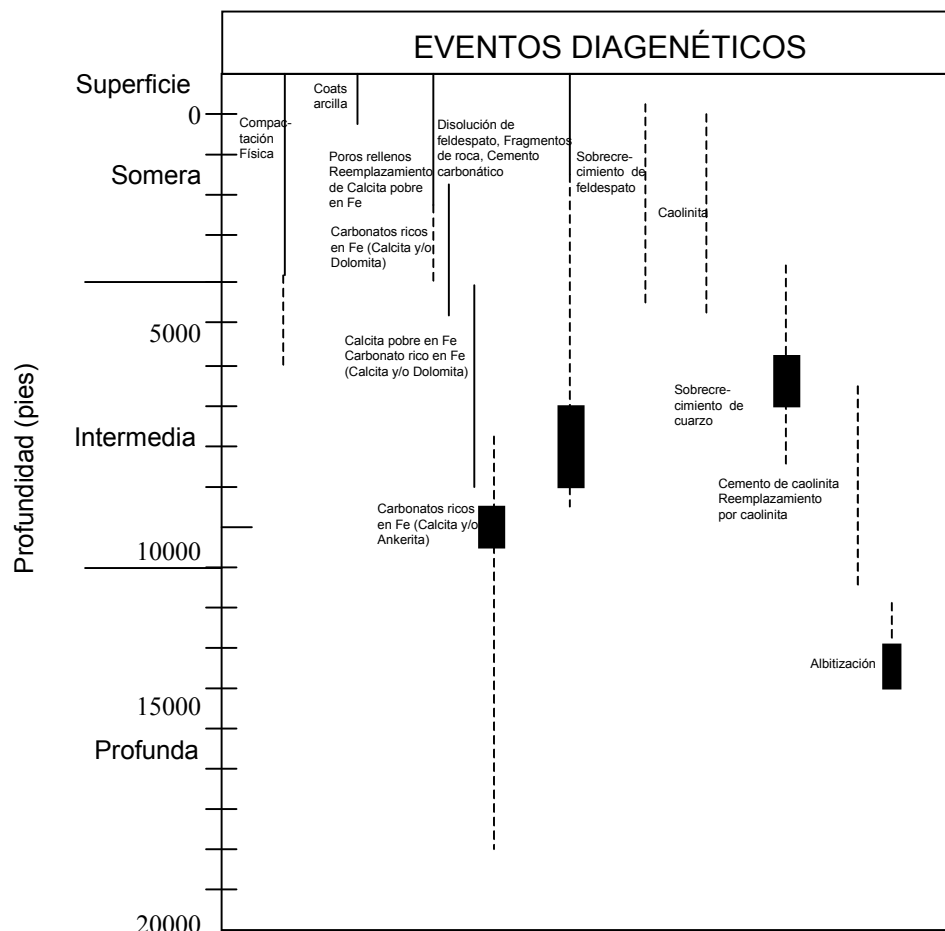 EVENTOS DIAGENÉTICOS
Superficie
0
Somera
5000
Intermedia
10000
15000
Profunda
20000
Profundidad (pies)
Compac-
tación
Física
Coats
arcilla
Poros rellenos
Reemplazamiento
de Calcita pobre
en Fe
Carbonatos ricos
en Fe (Calcita y/o
Dolomita)
Disolución de
feldespato, Fragmentos
de roca, Cemento
carbonático
Calcita pobre en Fe
Carbonato rico en Fe
(Calcita y/o Dolomita)
Carbonatos ricos
en Fe (Calcita y/o
Ankerita)
Sobrecre-
cimiento de
feldespato
Caolinita
Sobrecre-
cimiento de
cuarzo
Cemento de caolinita
Reemplazamiento
por caolinita
Albitización